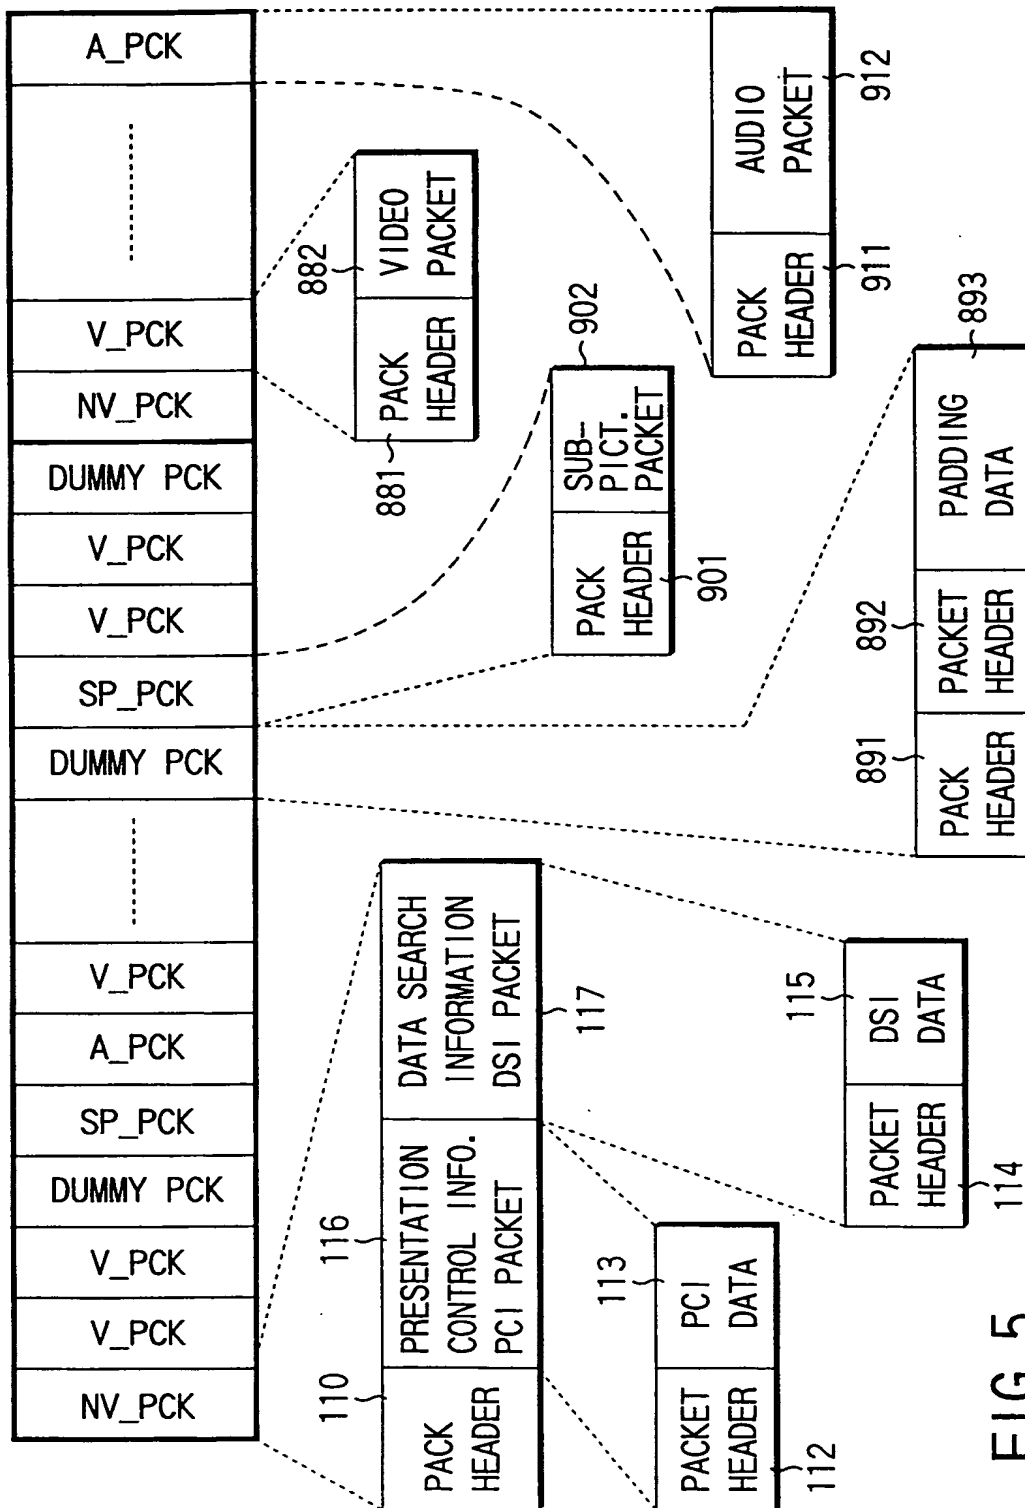 NV_PCK
V_PCK
V_PCK
DUMMY PCK
SP_PCK
A_PCK
V_PCK
DUMMY PCK
SP_PCK
V_PCK
V_PCK
DUMMY PCK
NV_PCK
V_PCK
A_PCK
110
PACK
HEADER
116
PRESENTATION
CONTROL INFO.
PCI PACKET
DATA SEARCH
INFORMATION
DSI PACKET
117
881
PACK
HEADER
882
VIDEO
PACKET
PACK
HEADER
901
SUB-
PICT.
PACKET
902
PACKET
HEADER
112
113
PCI
DATA
PACKET
HEADER
114
115
DSI
DATA
PACK
HEADER
911
AUDIO
PACKET
912
891
PACK
HEADER
892
PACKET
HEADER
PADDING
DATA
893
FIG. 5